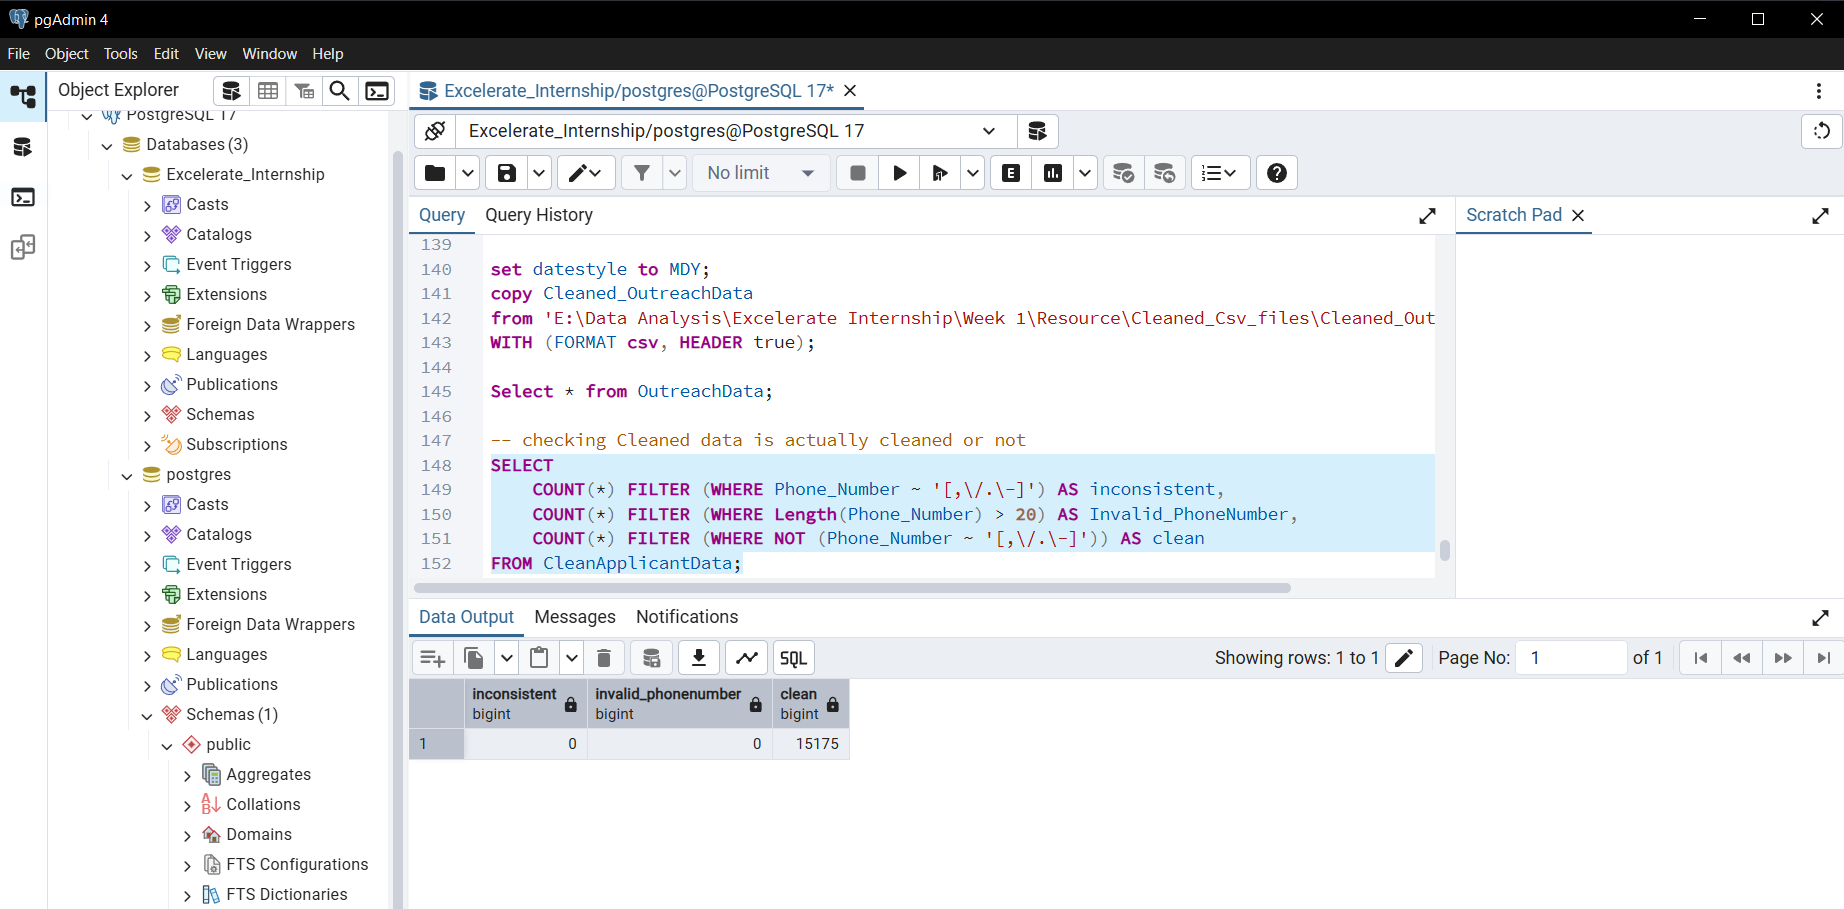 pgAdmin 4
File Object Tools Edit View Window Help
Object Explorer
PostgreSQL 17
Databases (3)
Excelerate_Internship
Casts
Catalogs
Event Triggers
Extensions
Foreign Data Wrappers
Languages
Publications
Schemas
Subscriptions
postgres
Casts
Catalogs
Event Triggers
Extensions
Foreign Data Wrappers
Languages
Publications
Schemas (1)
public
Aggregates
Collations
Domains
FTS Configurations
FTS Dictionaries
Excelerate_Internship/postgres@PostgreSQL 17*
Excelerate_Internship/postgres@PostgreSQL 17
No limit
E
Query Query History
Scratch Pad
139
140 set datestyle to MDY;
141 copy Cleaned_OutreachData
142 from 'E:\Data Analysis\Excelerate Internship\Week 1\Resource\Cleaned_Csv_files\Cleaned_Out
143 WITH (FORMAT csv, HEADER true);
144
145 Select * from OutreachData;
146
147 -- checking Cleaned data is actually cleaned or not
148 SELECT
149 COUNT(*) FILTER (WHERE Phone_Number ~ '[,\/.\-]') AS inconsistent,
150 COUNT(*) FILTER (WHERE Length(Phone_Number) > 20) AS Invalid_PhoneNumber,
151 COUNT(*) FILTER (WHERE NOT (Phone_Number ~ '[,\/.\-]')) AS clean
152 FROM CleanApplicantData;
Data Output Messages Notifications
SQL
Showing rows: 1 to 1
Page No: 1 of 1
inconsistent invalid_phonenumber clean
bigint bigint bigint
1 0 0 15175